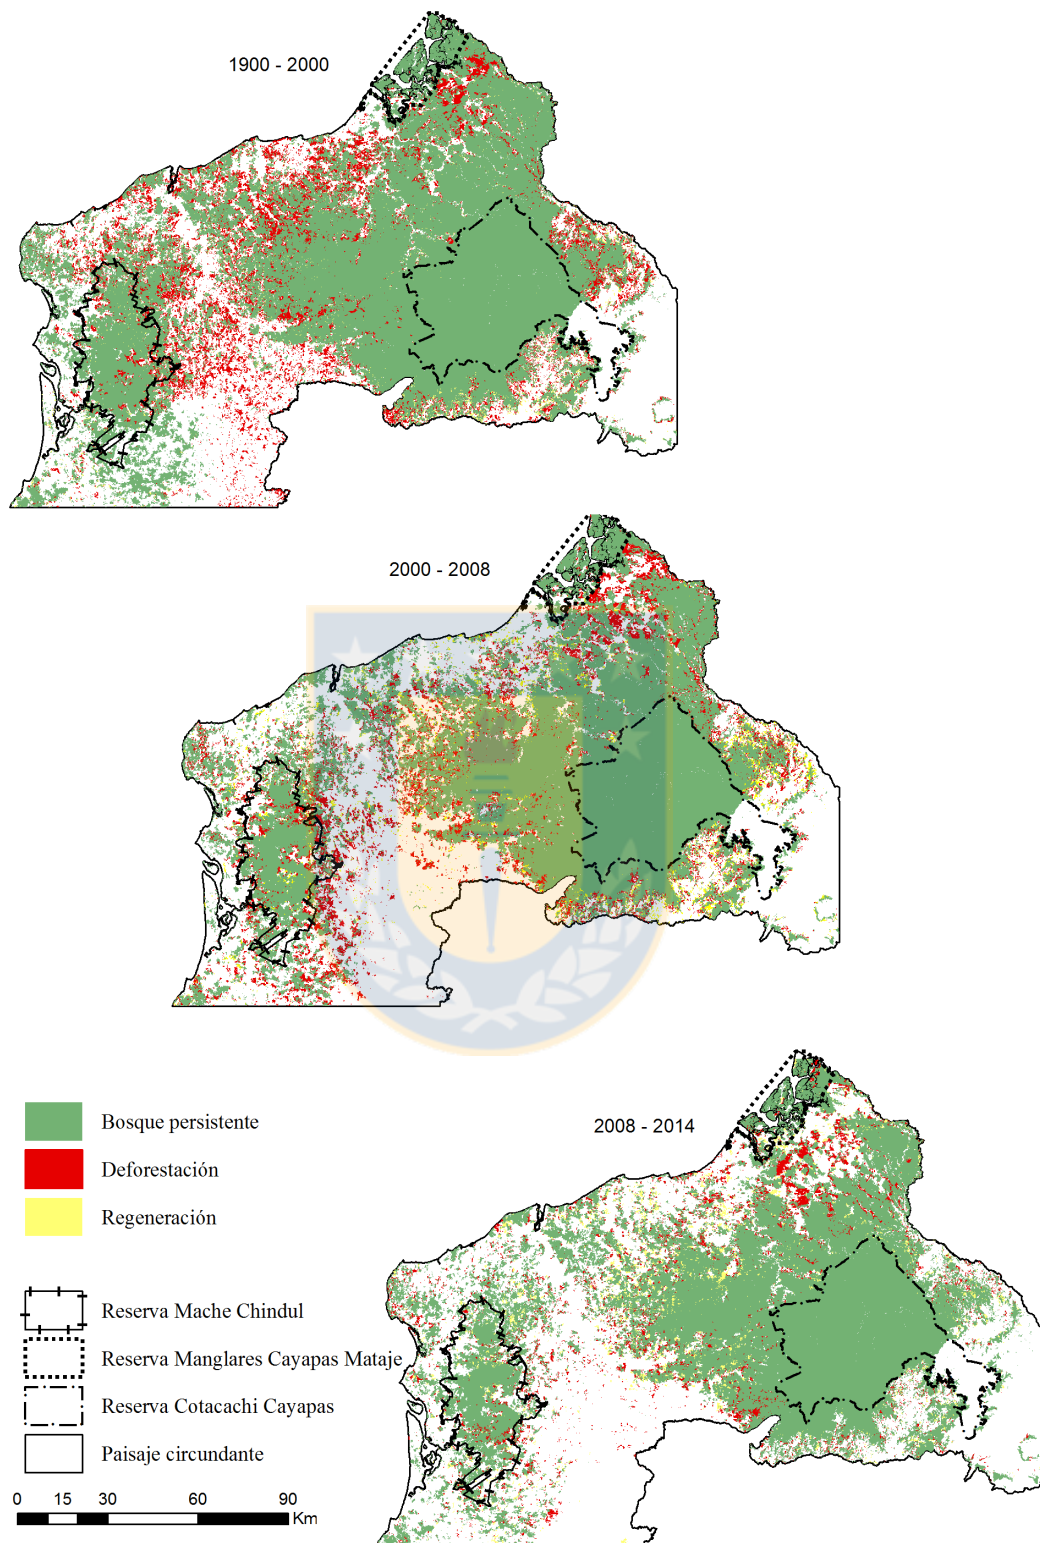 1900 - 2000
2000 - 2008
2008 - 2014
Bosque persistente
Deforestación
Regeneración
Reserva Mache Chindul
Reserva Manglares Cayapas Mataje
Reserva Cotacachi Cayapas
Paisaje circundante
0 15 30 60 90
Km